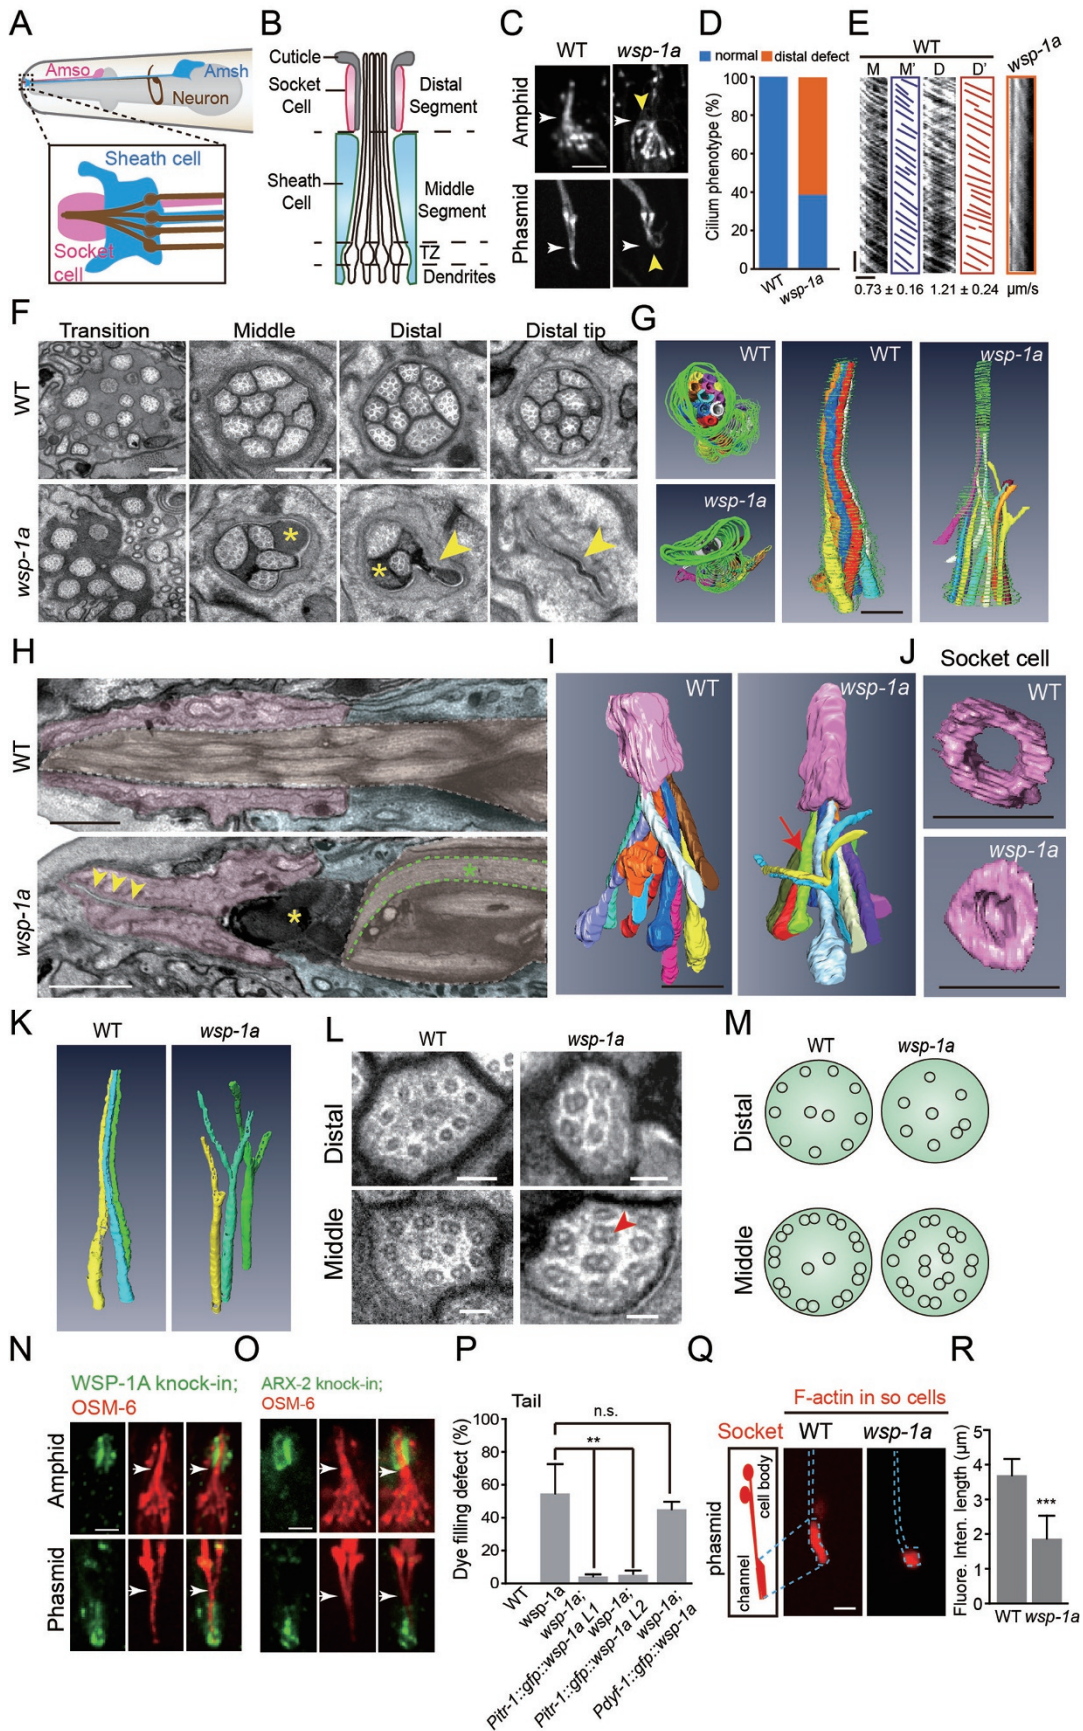 A
Amso
Amsh
Neuron
Sheath cell
Socket
cell
B
Cuticle
Socket
Cell
Distal
Segment
Sheath
Cell
Middle
Segment
TZ
Dendrites
C
WT
wsp-1a
Amphid
Phasmid
D
normal
distal defect
Cilium phenotype (%)
100
80
60
40
20
0
WT
wsp-1a
E
WT
wsp-1a
M
M'
D
D'
0.73 ± 0.16
1.21 ± 0.24
µm/s
F
Transition
Middle
Distal
Distal tip
WT
wsp-1a
*
*
G
WT
WT
wsp-1a
wsp-1a
H
WT
wsp-1a
*
*
I
WT
wsp-1a
J
Socket cell
WT
wsp-1a
K
WT
wsp-1a
L
WT
wsp-1a
Distal
Middle
M
WT
wsp-1a
Distal
Middle
N
WSP-1A knock-in;
OSM-6
Amphid
Phasmid
O
ARX-2 knock-in;
OSM-6
P
Tail
Dye filling defect (%)
100
80
60
40
20
0
n.s.
**
WT
wsp-1a
wsp-1a;
Pitr-1::gfp::wsp-1a L1
wsp-1a;
Pitr-1::gfp::wsp-1a L2
wsp-1a;
Pdyf-1::gfp::wsp-1a
Q
F-actin in so cells
Socket
WT
wsp-1a
phasmid
cell body
channel
R
Fluore. Inten. length (µm)
5
4
3
2
1
0
***
WT
wsp-1a